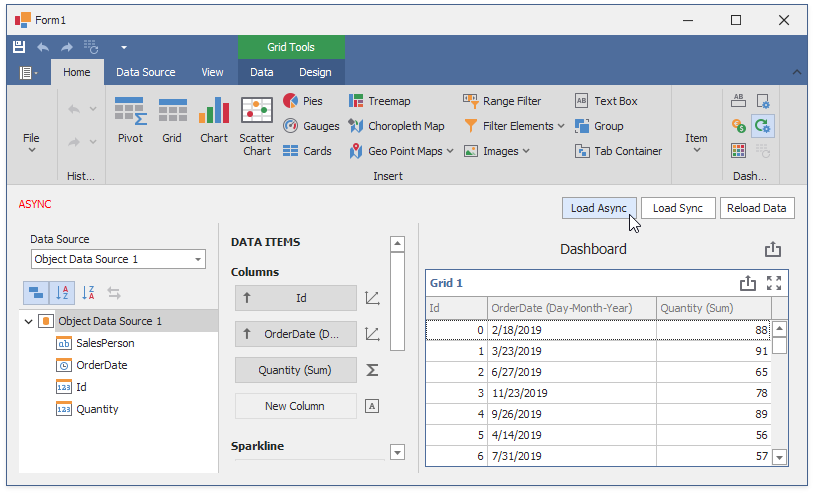 Form1
Grid Tools
Home Data Source View Data Design
File
Hist...
Pivot Grid Chart Scatter Chart
Pies Treemap Range Filter AB Text Box
Gauges Choropleth Map Filter Elements Group
Cards Geo Point Maps Images Tab Container
Insert
Item
AB
Dash...
ASYNC
Load Async Load Sync Reload Data
Data Source
Object Data Source 1
A Z Z A
Object Data Source 1
ab SalesPerson
OrderDate
123 Id
123 Quantity
DATA ITEMS
Columns
Id
OrderDate (D...
Quantity (Sum) Σ
New Column A
Sparkline
Dashboard
Grid 1
Id OrderDate (Day-Month-Year) Quantity (Sum)
0 2/18/2019 88
1 3/23/2019 91
2 6/27/2019 65
3 11/23/2019 78
4 9/26/2019 89
5 4/14/2019 56
6 7/31/2019 57